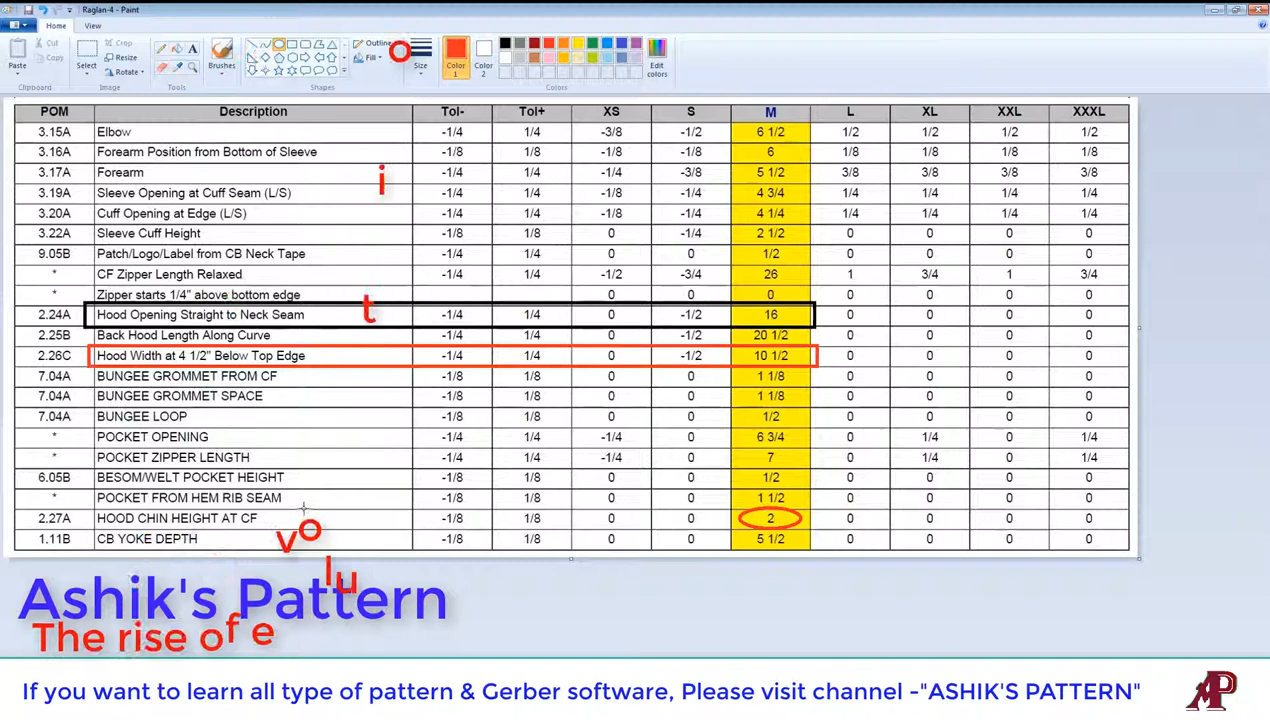 Raglan-4 - Paint
Home View
Paste Cut Copy Select Crop Resize Rotate Brushes Outline Fill Size Color 1 Color 2 Edit colors
Clipboard Image Tools Shapes Colors
POM Description Tol- Tol+ XS S M L XL XXL XXXL
3.15A Elbow -1/4 1/4 -3/8 -1/2 6 1/2 1/2 1/2 1/2 1/2
3.16A Forearm Position from Bottom of Sleeve -1/8 1/8 -1/8 -1/8 6 1/8 1/8 1/8 1/8
3.17A Forearm -1/4 1/4 -1/4 -3/8 5 1/2 3/8 3/8 3/8 3/8
3.19A Sleeve Opening at Cuff Seam (L/S) -1/4 1/4 -1/8 -1/4 4 3/4 1/4 1/4 1/4 1/4
3.20A Cuff Opening at Edge (L/S) -1/4 1/4 -1/8 -1/4 4 1/4 1/4 1/4 1/4 1/4
3.22A Sleeve Cuff Height -1/8 1/8 0 -1/4 2 1/2 0 0 0 0
9.05B Patch/Logo/Label from CB Neck Tape -1/4 1/4 0 0 1/2 0 0 0 0
* CF Zipper Length Relaxed -1/4 1/4 -1/2 -3/4 26 1 3/4 1 3/4
* Zipper starts 1/4" above bottom edge 0 0 0 0 0 0 0
2.24A Hood Opening Straight to Neck Seam -1/4 1/4 0 -1/2 16 0 0 0 0
2.25B Back Hood Length Along Curve -1/4 1/4 0 -1/2 20 1/2 0 0 0 0
2.26C Hood Width at 4 1/2" Below Top Edge -1/4 1/4 0 -1/2 10 1/2 0 0 0 0
7.04A BUNGEE GROMMET FROM CF -1/8 1/8 0 0 1 1/8 0 0 0 0
7.04A BUNGEE GROMMET SPACE -1/8 1/8 0 0 1 1/8 0 0 0 0
7.04A BUNGEE LOOP -1/8 1/8 0 0 1/2 0 0 0 0
* POCKET OPENING -1/4 1/4 -1/4 0 6 3/4 0 1/4 0 1/4
* POCKET ZIPPER LENGTH -1/4 1/4 -1/4 0 7 0 1/4 0 1/4
6.05B BESOM/WELT POCKET HEIGHT -1/8 1/8 0 0 1/2 0 0 0 0
* POCKET FROM HEM RIB SEAM -1/8 1/8 0 0 1 1/2 0 0 0 0
2.27A HOOD CHIN HEIGHT AT CF -1/8 1/8 0 0 2 0 0 0 0
1.11B CB YOKE DEPTH -1/8 1/8 0 0 5 1/2 0 0 0 0
Ashik's Pattern
The rise of evolutio
If you want to learn all type of pattern & Gerber software, Please visit channel -"ASHIK'S PATTERN"
AP